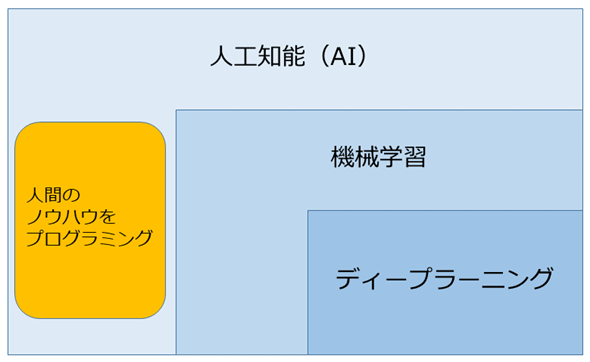 人工知能（AI）
機械学習
人間の
ノウハウを
プログラミング
ディープラーニング